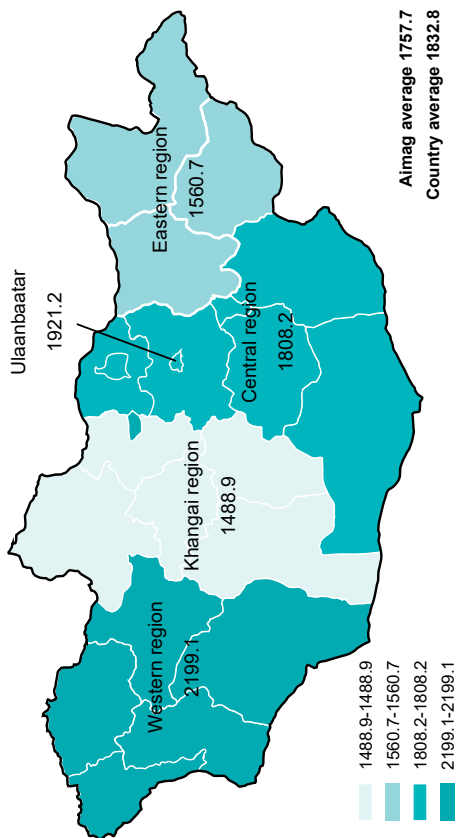 Ulaanbaatar
1921.2
Western region
2199.1
Khangai region
1488.9
Central region
1808.2
Eastern region
1560.7
1488.9-1488.9
1560.7-1560.7
1808.2-1808.2
2199.1-2199.1
Aimag average 1757.7
Country average 1832.8